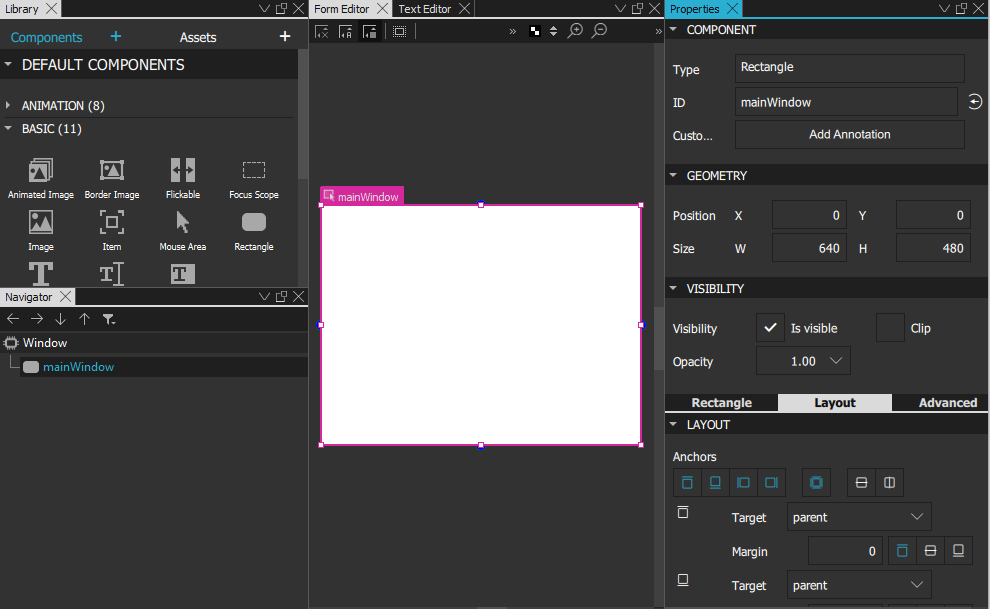 Library
Components + Assets +
DEFAULT COMPONENTS
ANIMATION (8)
BASIC (11)
Animated Image Border Image Flickable Focus Scope
Image Item Mouse Area Rectangle
Navigator
Window
mainWindow
Form Editor Text Editor
mainWindow
Properties
COMPONENT
Type Rectangle
ID mainWindow
Custo... Add Annotation
GEOMETRY
Position X 0 Y 0
Size W 640 H 480
VISIBILITY
Visibility Is visible Clip
Opacity 1.00
Rectangle Layout Advanced
LAYOUT
Anchors
Target parent
Margin 0
Target parent